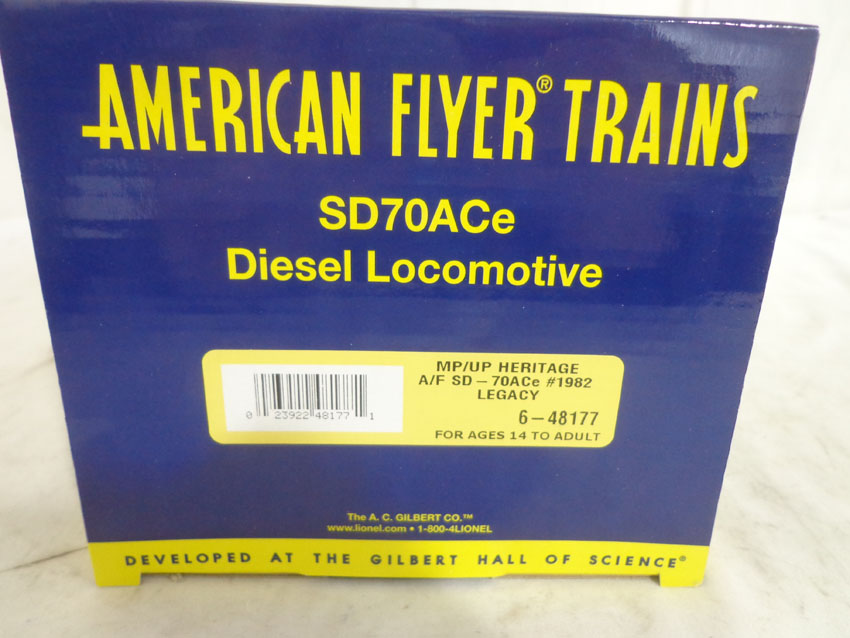 AMERICAN FLYER® TRAINS
SD70ACe
Diesel Locomotive
MP/UP HERITAGE
A/F SD – 70ACe #1982
LEGACY
6–48177
FOR AGES 14 TO ADULT
0 23922 48177 1
The A. C. GILBERT CO.™
www.lionel.com • 1-800-4LIONEL
DEVELOPED AT THE GILBERT HALL OF SCIENCE®